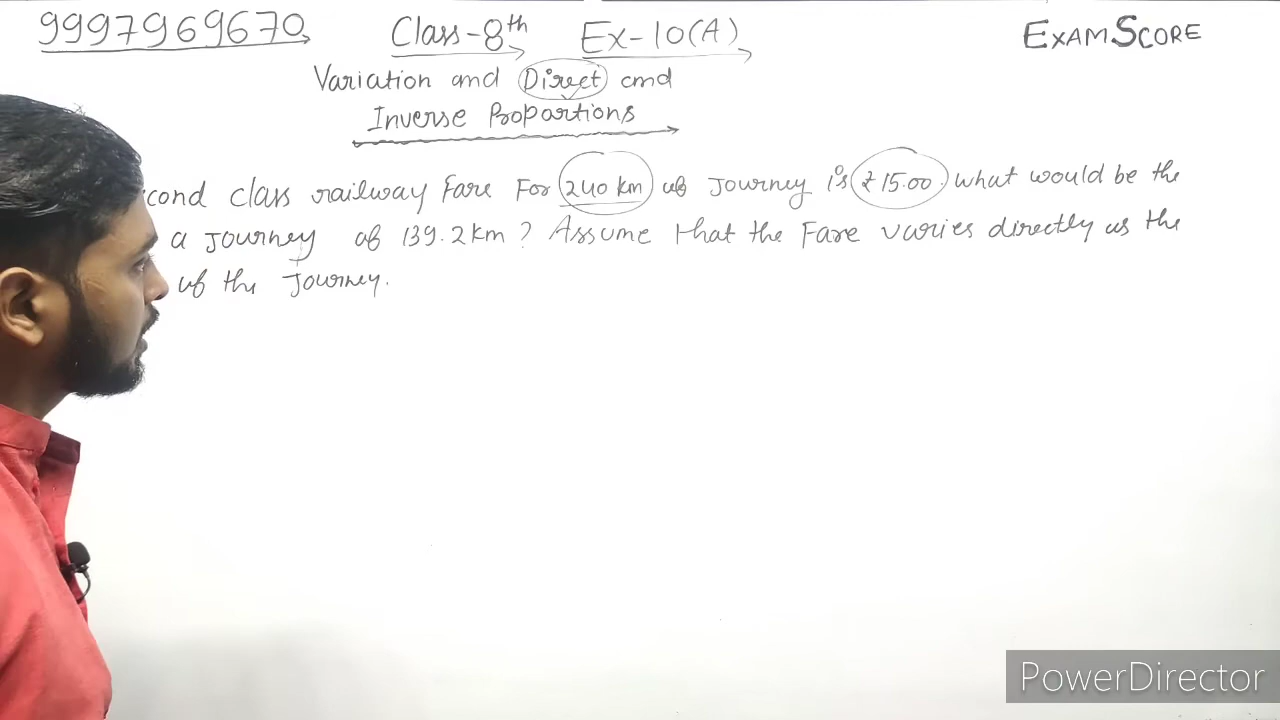 9997969670
Class-8th Ex-10(A)
EXAMSCORE
Variation and Direct and
Inverse Proportions
cond class railway Fare For 240 km of Journey is ₹15.00, what would be the
a Journey of 139.2km? Assume that the Fare varies directly as the
of the Journey.
PowerDirector